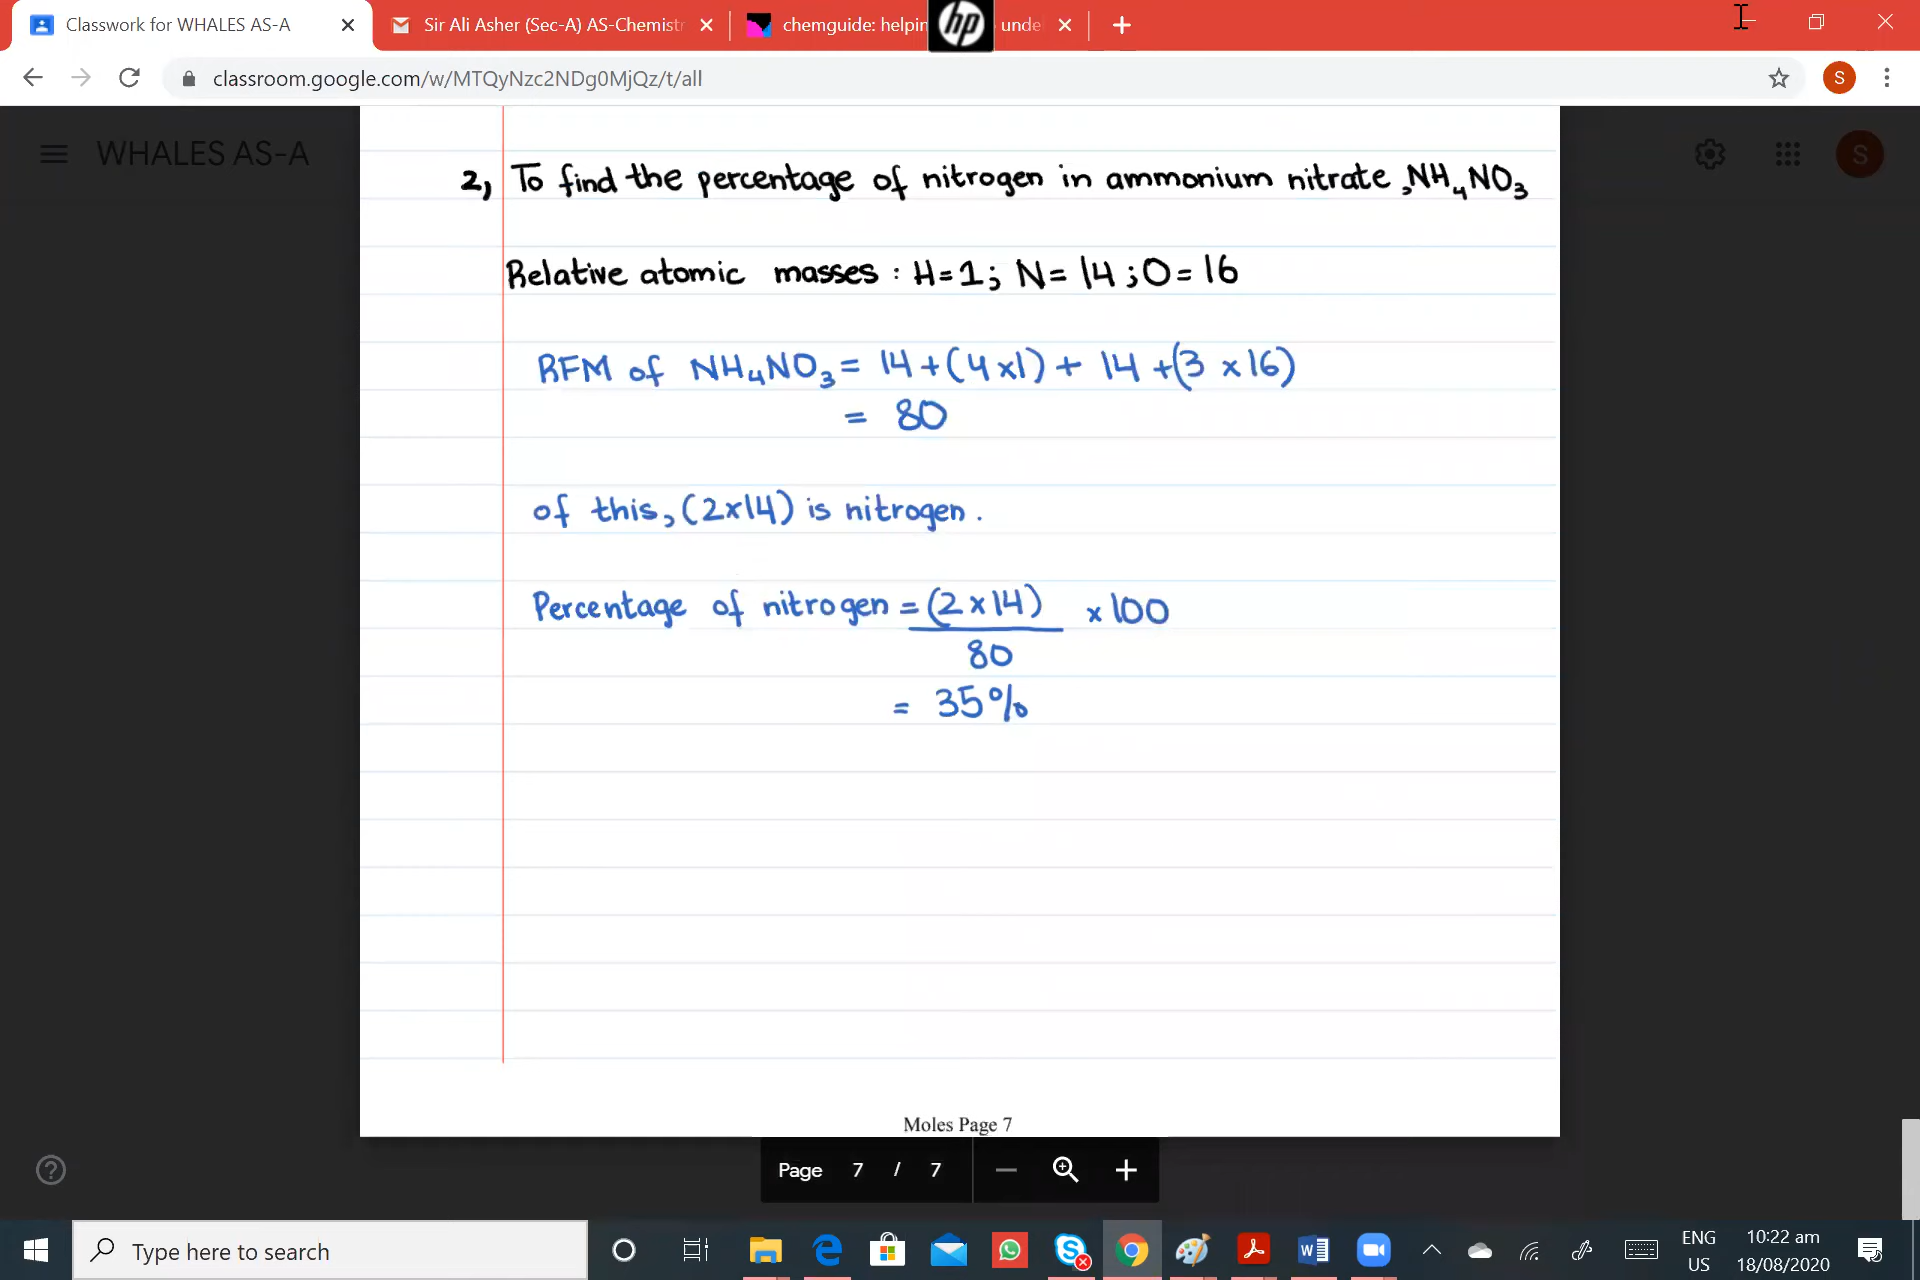 Classwork for WHALES AS-A
Sir Ali Asher (Sec-A) AS-Chemistr
chemguide: helpin
hp
unde
classroom.google.com/w/MTQyNzc2NDg0MjQz/t/all
S
WHALES AS-A
S
2, To find the percentage of nitrogen in ammonium nitrate, NH₄NO₃
Relative atomic masses : H=1; N=14; O=16
RFM of NH₄NO₃ = 14+(4x1) + 14 +(3 x16)
= 80
of this, (2x14) is nitrogen.
Percentage of nitrogen = (2x14) x100
80
= 35%
Moles Page 7
Page 7 / 7
Type here to search
ENG
US
10:22 am
18/08/2020